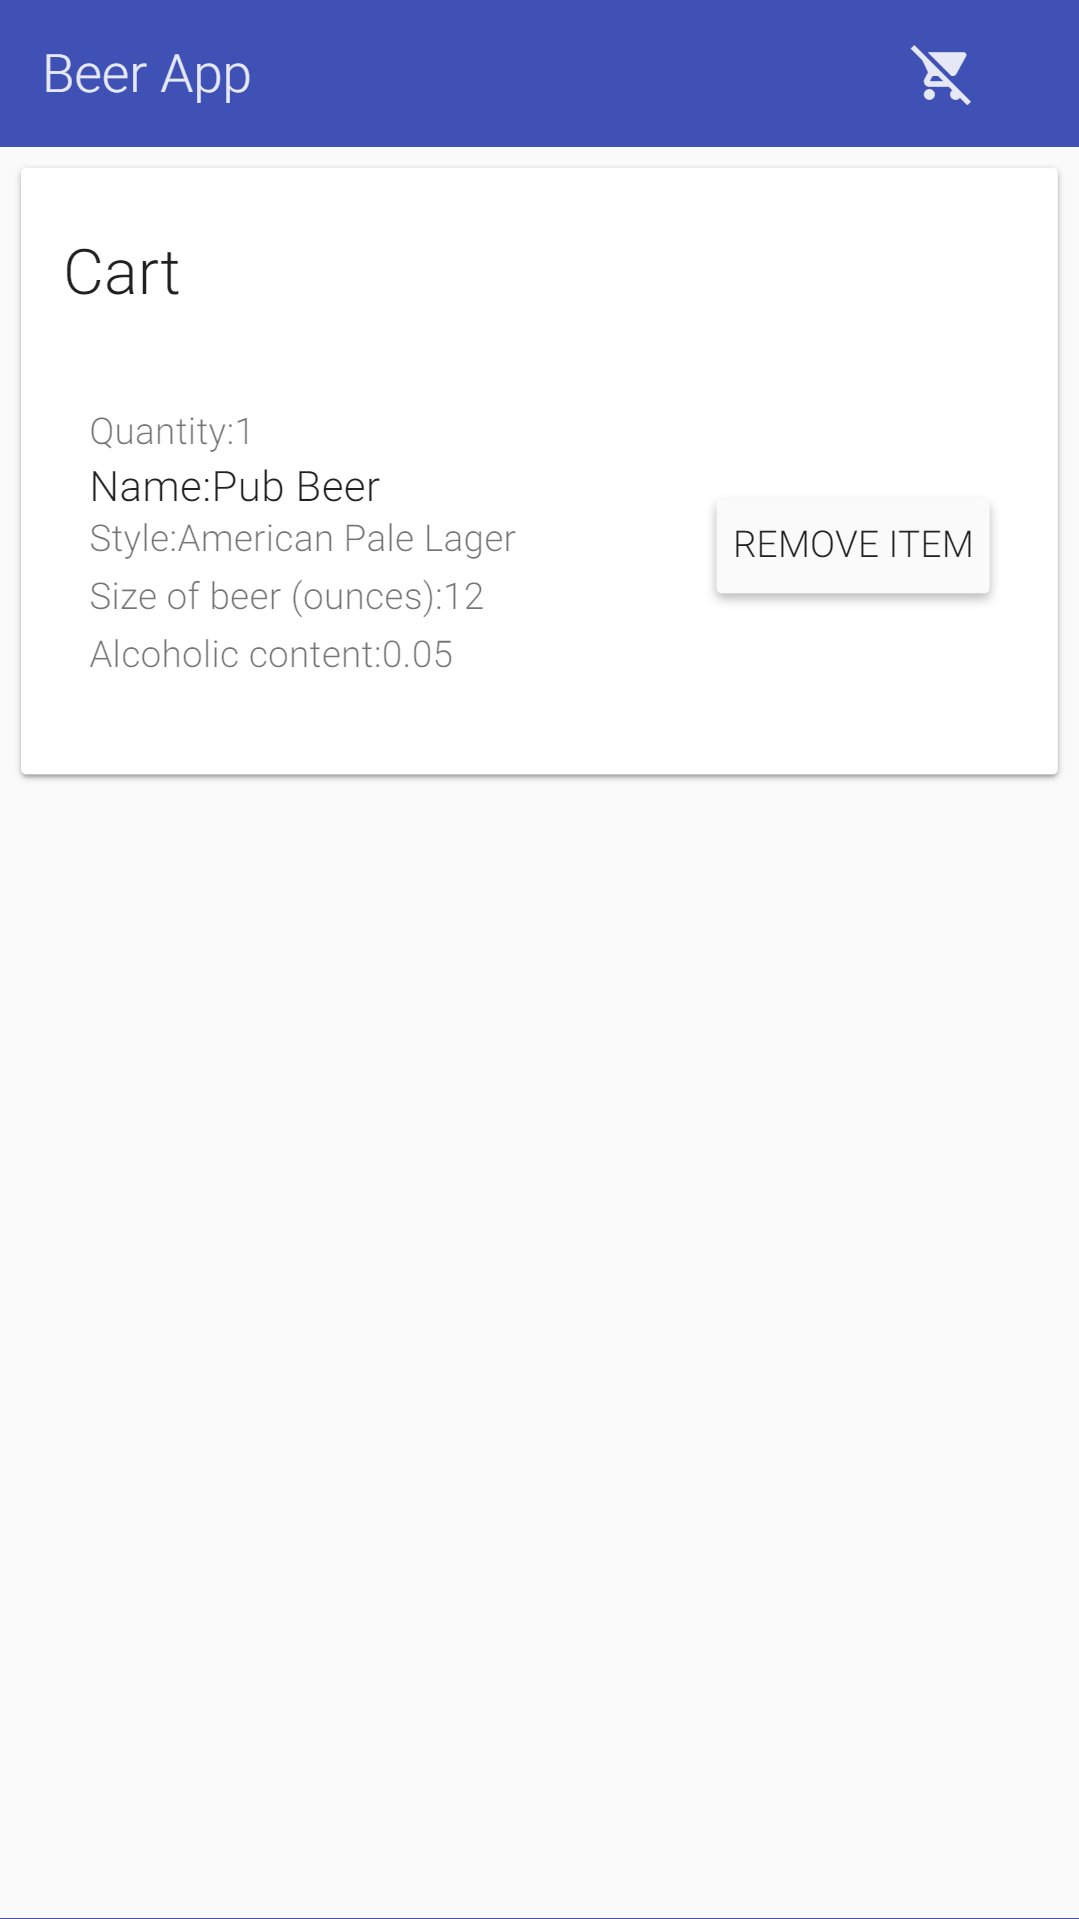 Beer App
Cart
Quantity:1
Name:Pub Beer
Style:American Pale Lager
REMOVE ITEM
Size of beer (ounces):12
Alcoholic content:0.05